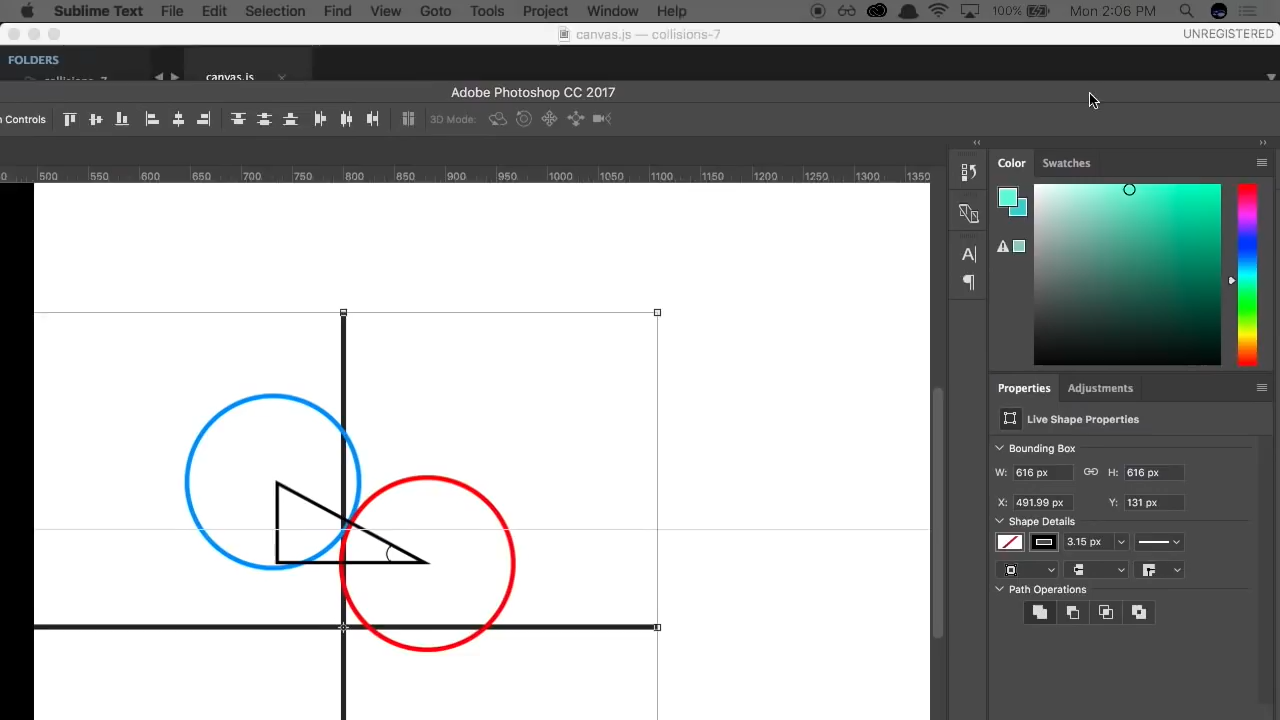 Sublime Text File Edit Selection Find View Goto Tools Project Window Help 100% Mon 2:06 PM
canvas.js — collisions-7 UNREGISTERED
FOLDERS
collisions-7 canvas.js
Adobe Photoshop CC 2017
Controls 3D Mode:
Color Swatches
500 550 600 650 700 750 800 850 900 950 1000 1050 1100 1150 1200 1250 1300 1350
A
Properties Adjustments
Live Shape Properties
Bounding Box
W: 616 px H: 616 px
X: 491.99 px Y: 131 px
Shape Details
3.15 px
Path Operations